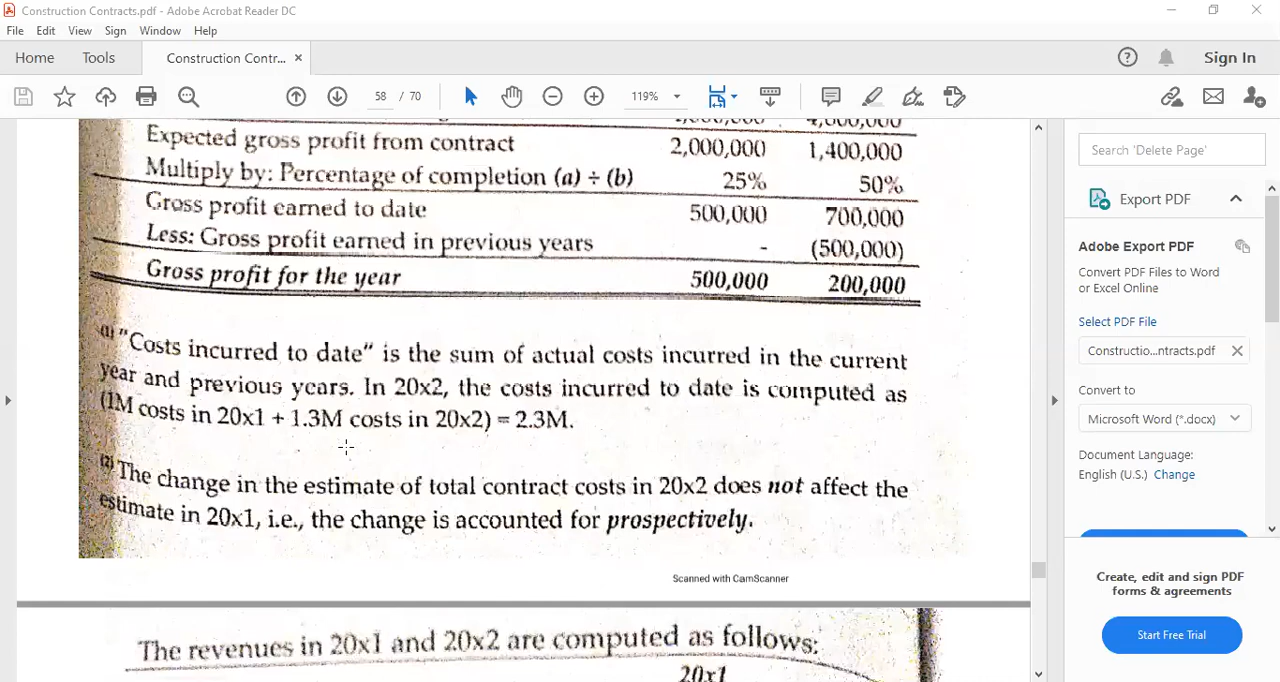 Construction Contracts.pdf - Adobe Acrobat Reader DC
File Edit View Sign Window Help
Home Tools Construction Contr... × Sign In
58 / 70 119%
Expected gross profit from contract 2,000,000 1,400,000
Multiply by: Percentage of completion (a) ÷ (b) 25% 50%
Gross profit earned to date 500,000 700,000
Less: Gross profit earned in previous years - (500,000)
Gross profit for the year 500,000 200,000
(1) "Costs incurred to date" is the sum of actual costs incurred in the current
year and previous years. In 20x2, the costs incurred to date is computed as
(1M costs in 20x1 + 1.3M costs in 20x2) = 2.3M.
(2) The change in the estimate of total contract costs in 20x2 does not affect the
estimate in 20x1, i.e., the change is accounted for prospectively.
Scanned with CamScanner
The revenues in 20x1 and 20x2 are computed as follows:
20x1
Search 'Delete Page'
Export PDF
Adobe Export PDF
Convert PDF Files to Word
or Excel Online
Select PDF File
Constructio...ntracts.pdf ×
Convert to
Microsoft Word (*.docx)
Document Language:
English (U.S.) Change
Create, edit and sign PDF
forms & agreements
Start Free Trial